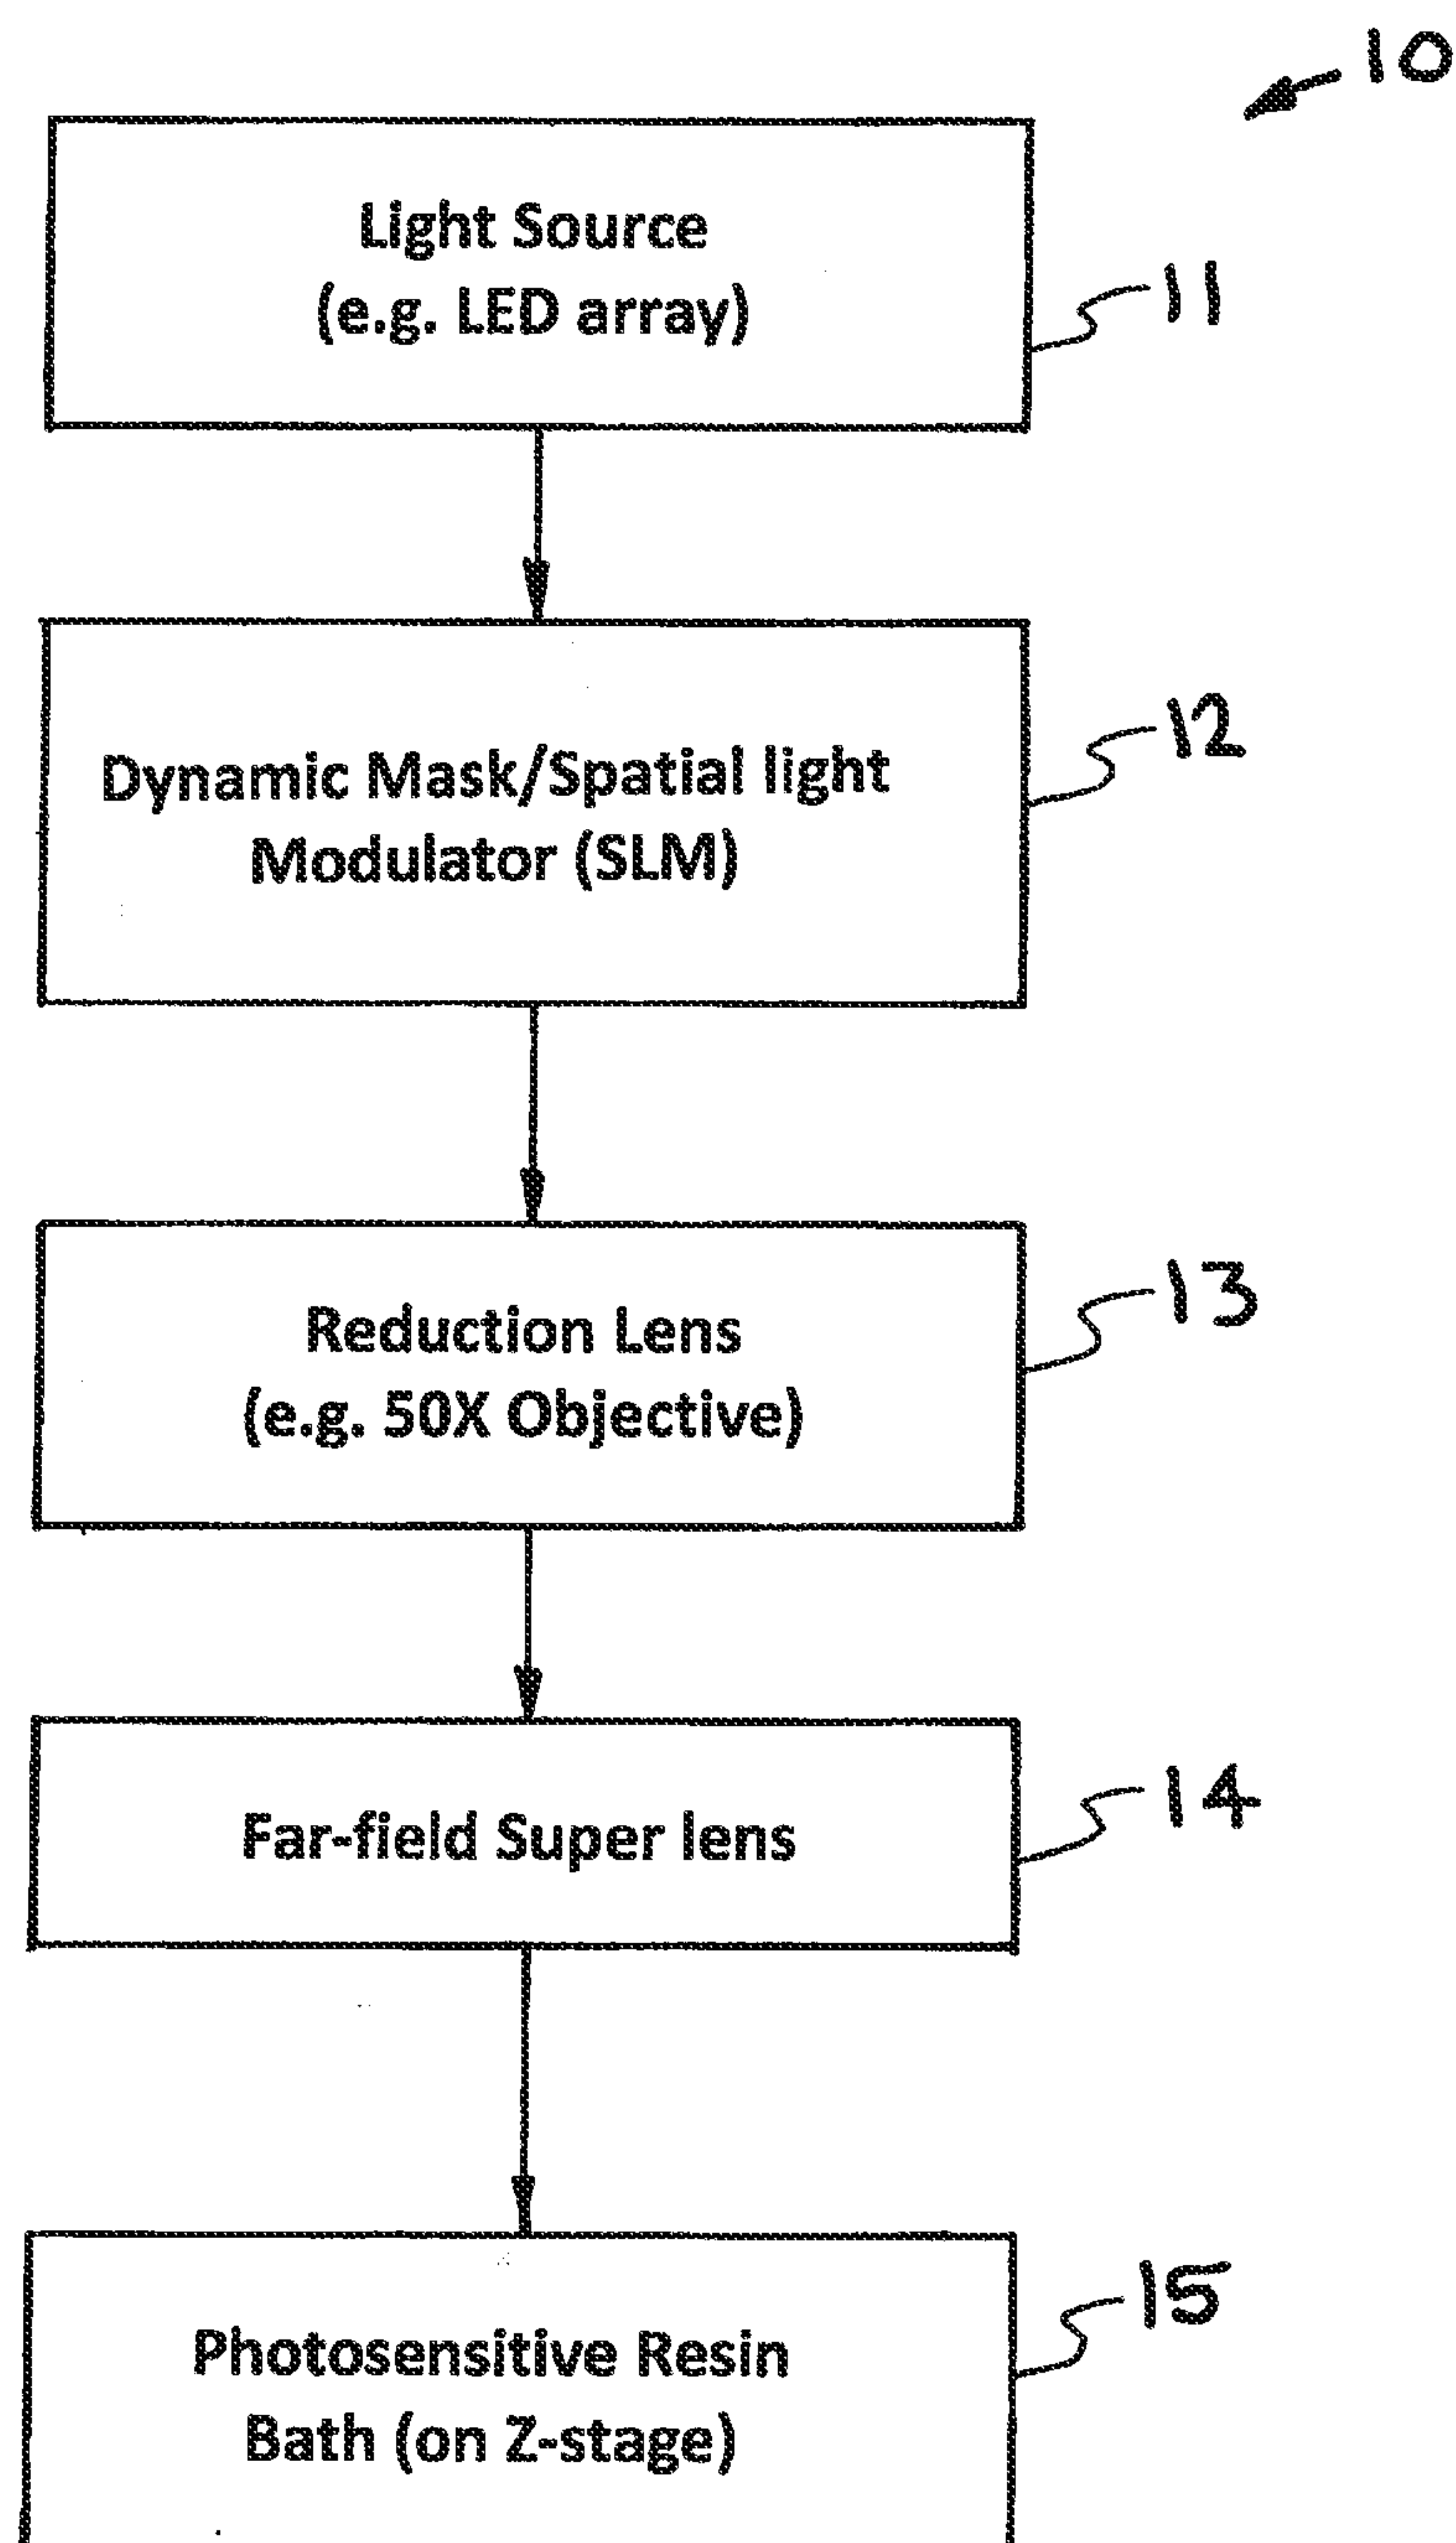 10
Light Source
(e.g. LED array)
11
Dynamic Mask/Spatial light
Modulator (SLM)
12
Reduction Lens
(e.g. 50X Objective)
13
Far-field Super lens
14
Photosensitive Resin
Bath (on Z-stage)
15